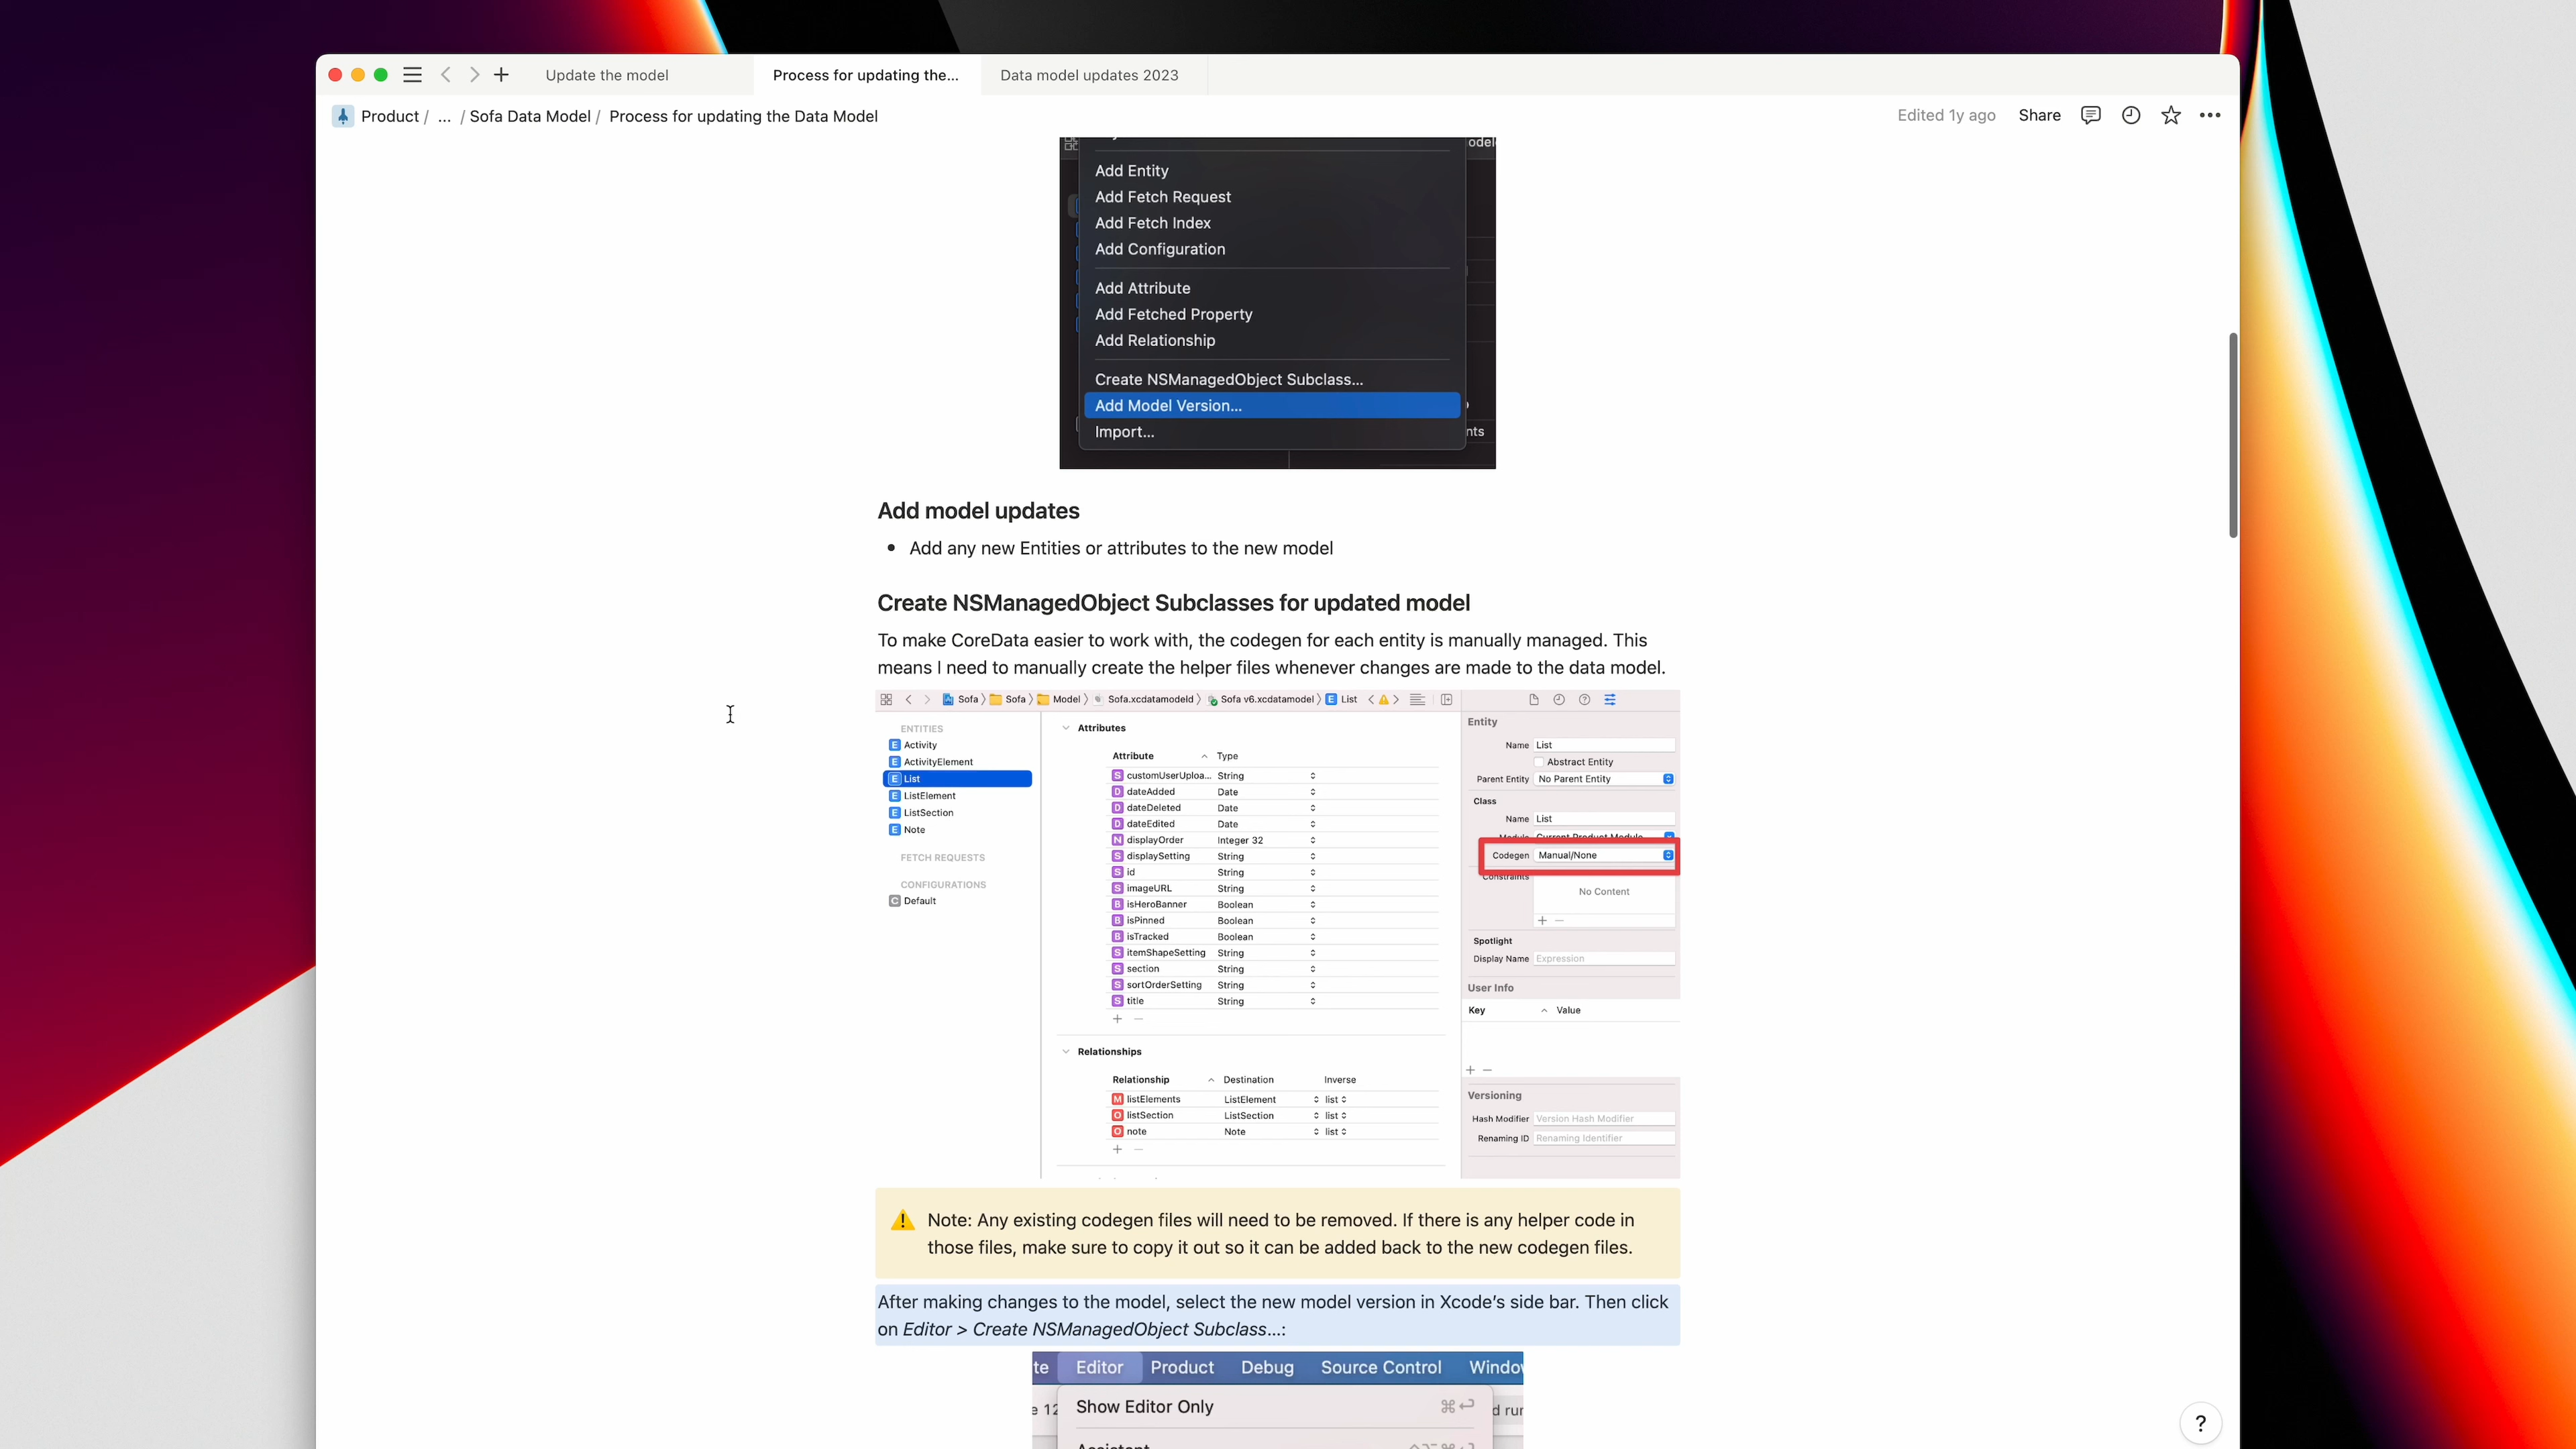 Update the model
Process for updating the...
Data model updates 2023
Product / ... / Sofa Data Model / Process for updating the Data Model
Edited 1y ago
Share
Add Entity
Add Fetch Request
Add Fetch Index
Add Configuration
Add Attribute
Add Fetched Property
Add Relationship
Create NSManagedObject Subclass...
Add Model Version...
Import...
nts
Add model updates
• Add any new Entities or attributes to the new model
Create NSManagedObject Subclasses for updated model
To make CoreData easier to work with, the codegen for each entity is manually managed. This
means I need to manually create the helper files whenever changes are made to the data model.
Sofa 〉 Sofa 〉 Model 〉 Sofa.xcdatamodeld 〉 Sofa v6.xcdatamodel 〉 E List
ENTITIES
E Activity
E ActivityElement
E List
E ListElement
E ListSection
E Note
FETCH REQUESTS
CONFIGURATIONS
C Default
Attributes
Attribute Type
S customUserUploa... String
D dateAdded Date
D dateDeleted Date
D dateEdited Date
N displayOrder Integer 32
S displaySetting String
S id String
S imageURL String
B isHeroBanner Boolean
B isPinned Boolean
B isTracked Boolean
S itemShapeSetting String
S section String
S sortOrderSetting String
S title String
Relationships
Relationship Destination Inverse
M listElements ListElement list
O listSection ListSection list
O note Note list
Entity
Name List
Abstract Entity
Parent Entity No Parent Entity
Class
Name List
Module Current Product Module
Codegen Manual/None
Constraints
No Content
Spotlight
Display Name Expression
User Info
Key Value
Versioning
Hash Modifier Version Hash Modifier
Renaming ID Renaming Identifier
Note: Any existing codegen files will need to be removed. If there is any helper code in
those files, make sure to copy it out so it can be added back to the new codegen files.
After making changes to the model, select the new model version in Xcode's side bar. Then click
on Editor > Create NSManagedObject Subclass...:
te Editor Product Debug Source Control Window
e 12
Show Editor Only ⌘↩
d run
Assistant
?